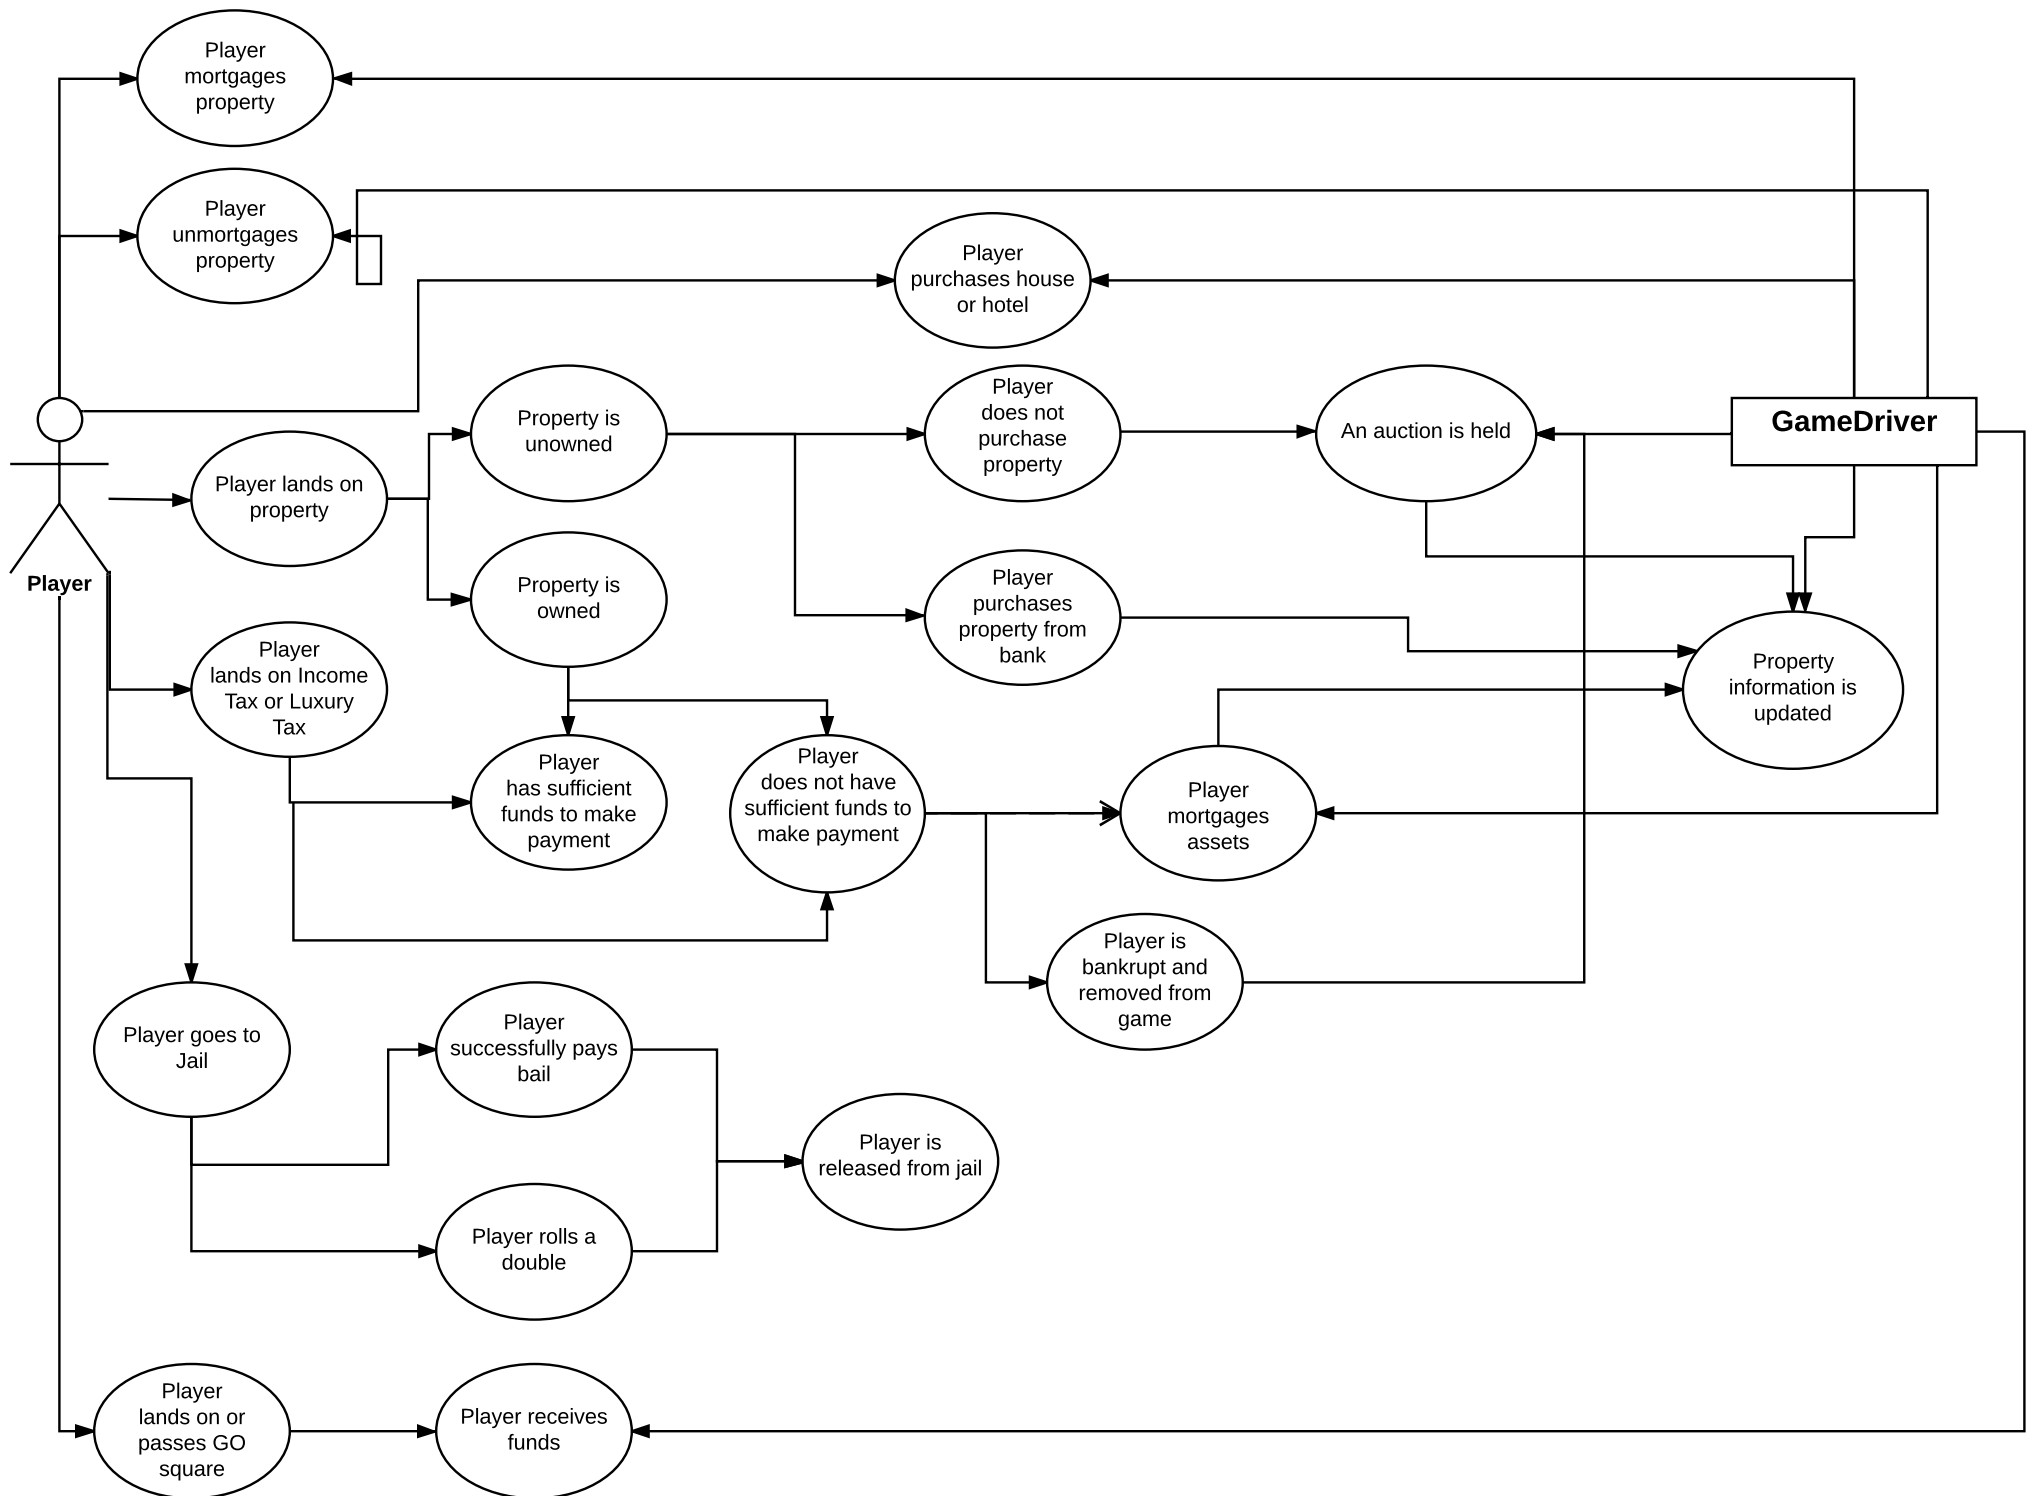 Player
mortgages
property
Player
unmortgages
property
Player
purchases house
or hotel
Property is
unowned
Player
does not
purchase
property
An auction is held
GameDriver
Player lands on
property
Player
Property is
owned
Player
purchases
property from
bank
Player
lands on Income
Tax or Luxury
Tax
Property
information is
updated
Player
has sufficient
funds to make
payment
Player
does not have
sufficient funds to
make payment
Player
mortgages
assets
Player is
bankrupt and
removed from
game
Player goes to
Jail
Player
successfully pays
bail
Player is
released from jail
Player rolls a
double
Player
lands on or
passes GO
square
Player receives
funds